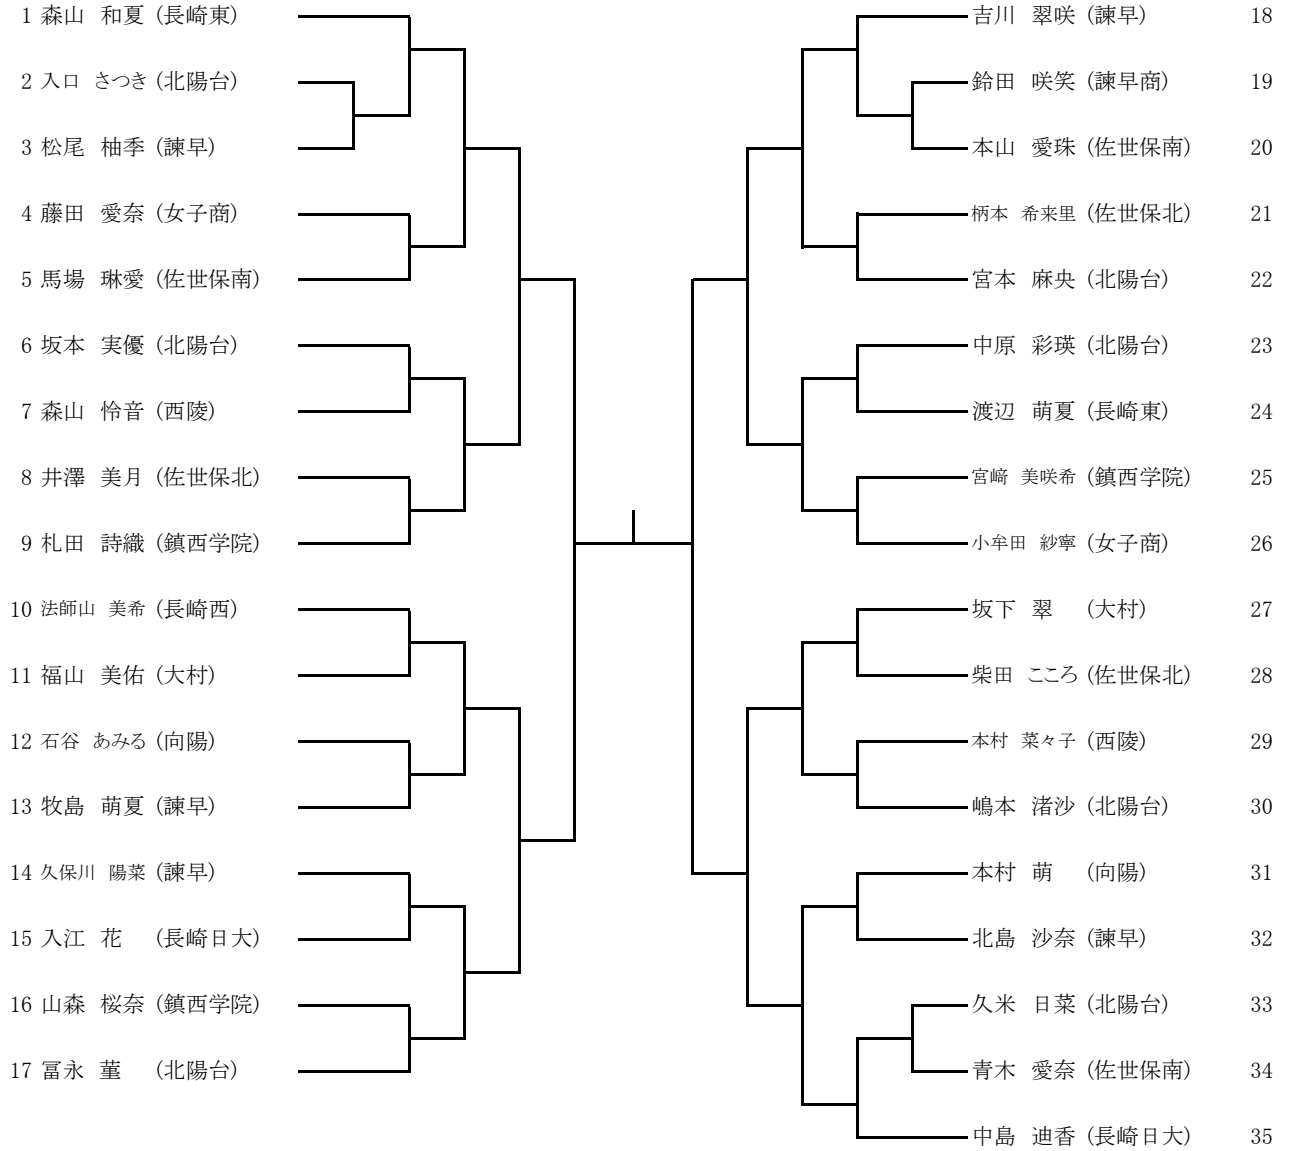 1 森山 和夏 (長崎東)
2 入口 さつき (北陽台)
3 松尾 柚季 (諫早)
4 藤田 愛奈 (女子商)
5 馬場 琳愛 (佐世保南)
6 坂本 実優 (北陽台)
7 森山 怜音 (西陵)
8 井澤 美月 (佐世保北)
9 札田 詩織 (鎮西学院)
10 法師山 美希 (長崎西)
11 福山 美佑 (大村)
12 石谷 あみる (向陽)
13 牧島 萌夏 (諫早)
14 久保川 陽菜 (諫早)
15 入江 花 (長崎日大)
16 山森 桜奈 (鎮西学院)
17 冨永 菫 (北陽台)
吉川 翠咲 (諫早) 18
鈴田 咲笑 (諫早商) 19
本山 愛珠 (佐世保南) 20
柄本 希来里 (佐世保北) 21
宮本 麻央 (北陽台) 22
中原 彩瑛 (北陽台) 23
渡辺 萌夏 (長崎東) 24
宮﨑 美咲希 (鎮西学院) 25
小牟田 紗寧 (女子商) 26
坂下 翠 (大村) 27
柴田 こころ (佐世保北) 28
本村 菜々子 (西陵) 29
嶋本 渚沙 (北陽台) 30
本村 萌 (向陽) 31
北島 沙奈 (諫早) 32
久米 日菜 (北陽台) 33
青木 愛奈 (佐世保南) 34
中島 迪香 (長崎日大) 35